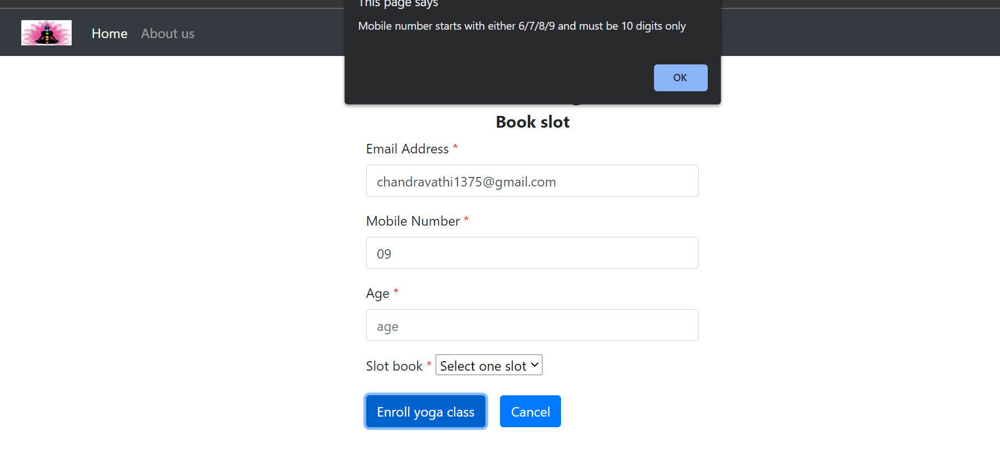 This page says
Mobile number starts with either 6/7/8/9 and must be 10 digits only
OK
Home About us
Book slot
Email Address *
chandravathi1375@gmail.com
Mobile Number *
09
Age *
age
Slot book * Select one slot
Enroll yoga class Cancel